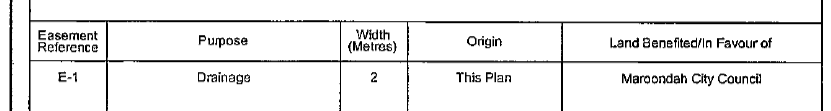 Easement Reference Purpose Width (Metres) Origin Land Benefited/In Favour of
E-1 Drainage 2 This Plan Maroondah City Council